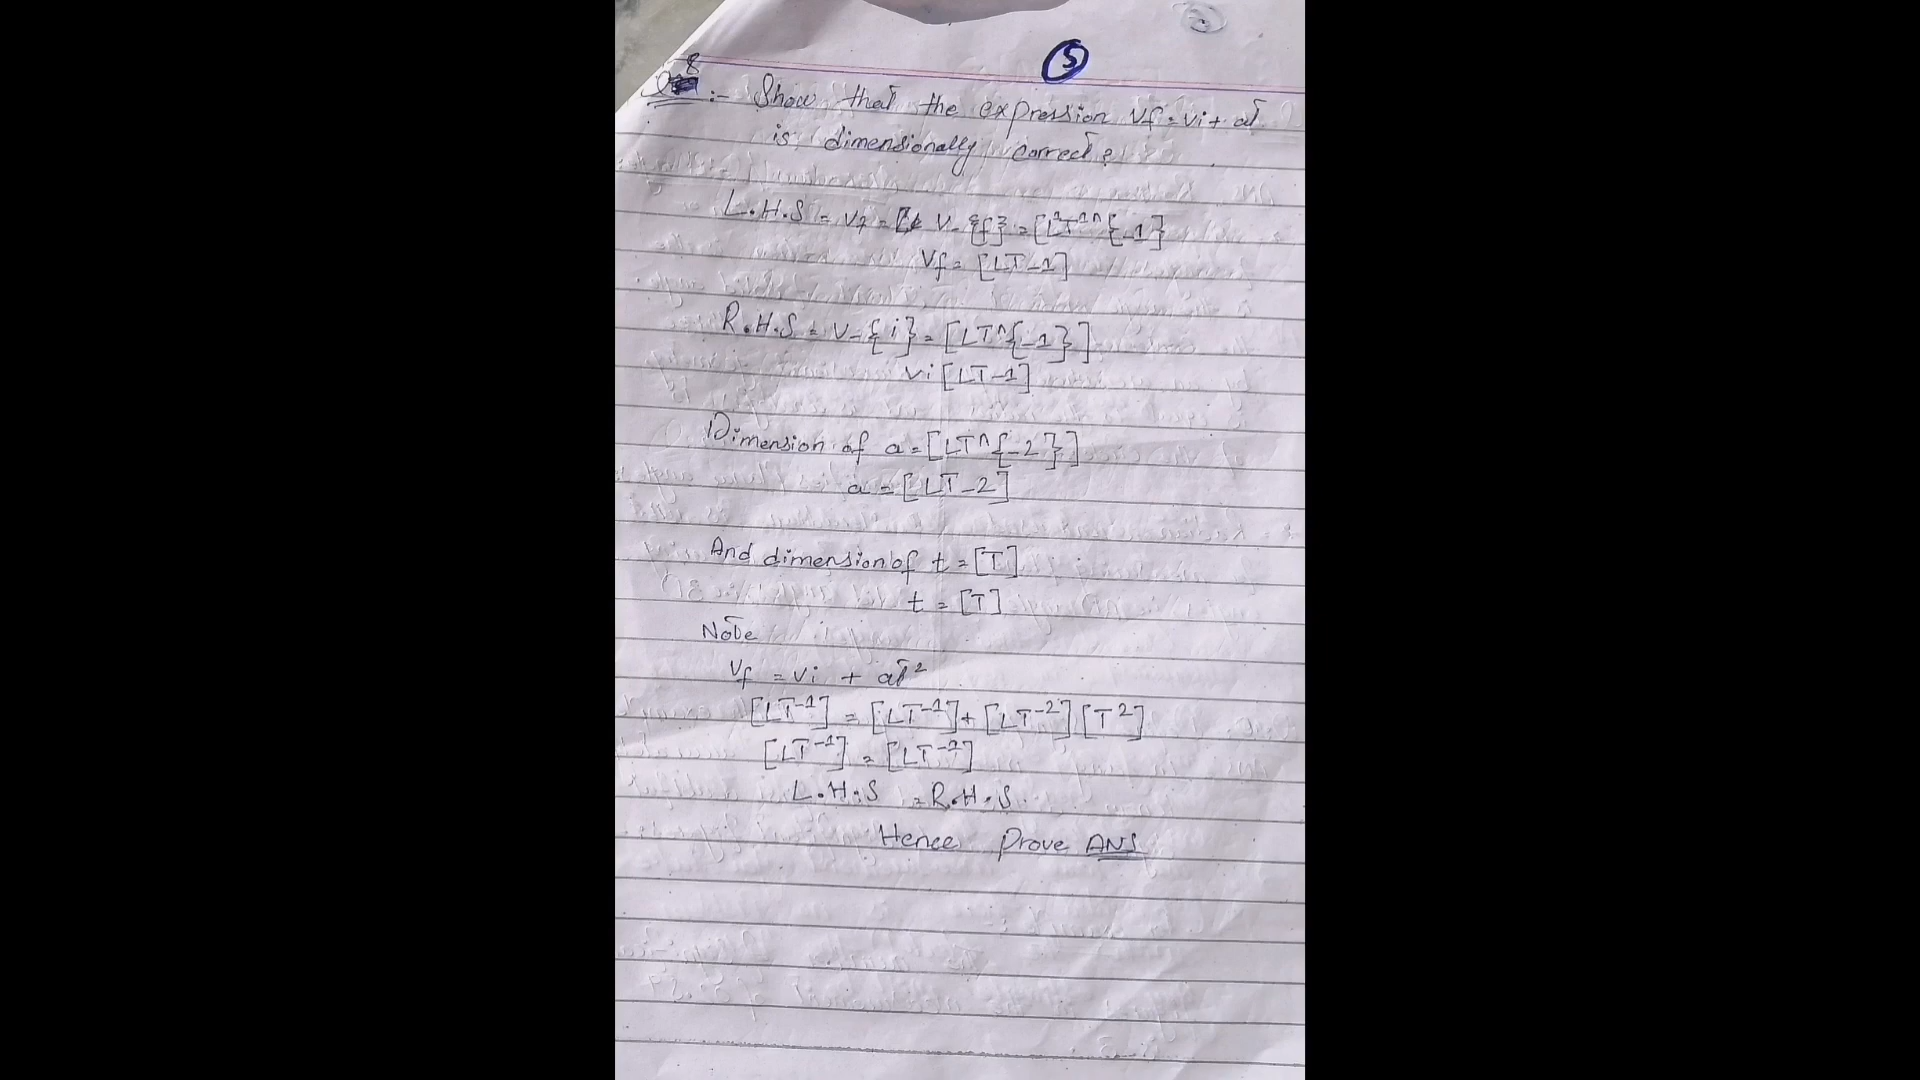 5
Q 8 :- Show that the expression Vf = Vi + at
is dimensionally correct?
L.H.S = Vf = V_{f} = [LT^{-1}
Vf = [LT-1]
R.H.S = V-{i} = [LT^{-1}]
Vi [LT-1]
Dimension of a = [LT^{-2}]
a = [LT-2]
And dimension of t = [T]
t = [T]
Note
Vf = Vi + at²
[LT⁻¹] = [LT⁻¹] + [LT⁻²] [T²]
[LT⁻¹] = [LT⁻¹]
L.H.S = R.H.S
Hence Prove ANS